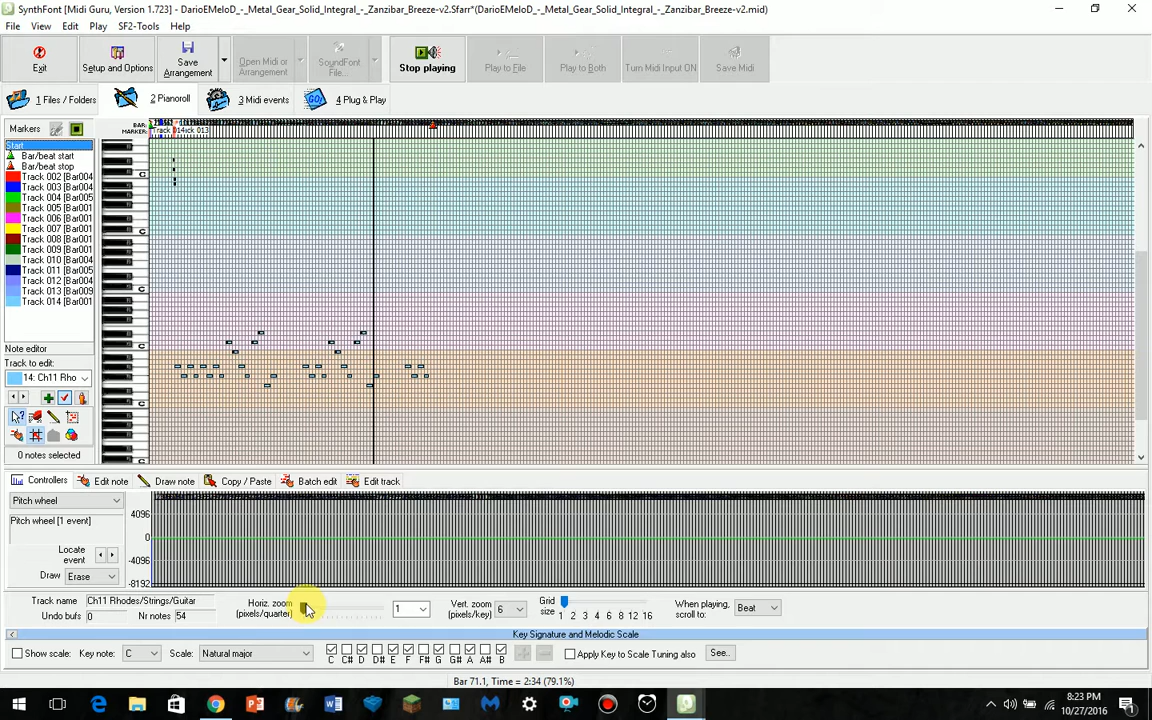 SynthFont [Midi Guru, Version 1.723] - DarioEMeloD_-_Metal_Gear_Solid_Integral_-_Zanzibar_Breeze-v2.Sfarr*(DarioEMeloD_-_Metal_Gear_Solid_Integral_-_Zanzibar_Breeze-v2.mid)
File View Edit Play SF2-Tools Help
Exit
Setup and Options
Save Arrangement
Open Midi or Arrangement
SoundFont File...
Stop playing
Play to File
Play to Both
Turn Midi Input ON
Save Midi
1 Files / Folders
2 Pianoroll
3 Midi events
4 Plug & Play
Markers
BAR:
MARKER:
Start
Bar/beat start
Bar/beat stop
Track 002 [Bar004
Track 003 [Bar004
Track 004 [Bar005
Track 005 [Bar001
Track 006 [Bar001
Track 007 [Bar001
Track 008 [Bar001
Track 009 [Bar001
Track 010 [Bar004
Track 011 [Bar005
Track 012 [Bar004
Track 013 [Bar009
Track 014 [Bar001
C
C
C
C
C
C
Note editor
Track to edit:
14: Ch11 Rho
0 notes selected
Controllers
Edit note
Draw note
Copy / Paste
Batch edit
Edit track
Pitch wheel
Pitch wheel [1 event]
Locate event
Draw Erase
4096
0
-4096
-8192
Track name Ch11 Rhodes/Strings/Guitar
Undo bufs 0 Nr notes 54
Horiz. zoom (pixels/quarter) 1
Vert. zoom (pixels/key) 6
Grid size 1 2 3 4 6 8 12 16
When playing, scroll to: Beat
Key Signature and Melodic Scale
Show scale: Key note: C Scale: Natural major
C C# D D# E F F# G G# A A# B
Apply Key to Scale Tuning also See..
Bar 71.1, Time = 2:34 (79.1%)
8:23 PM
10/27/2016